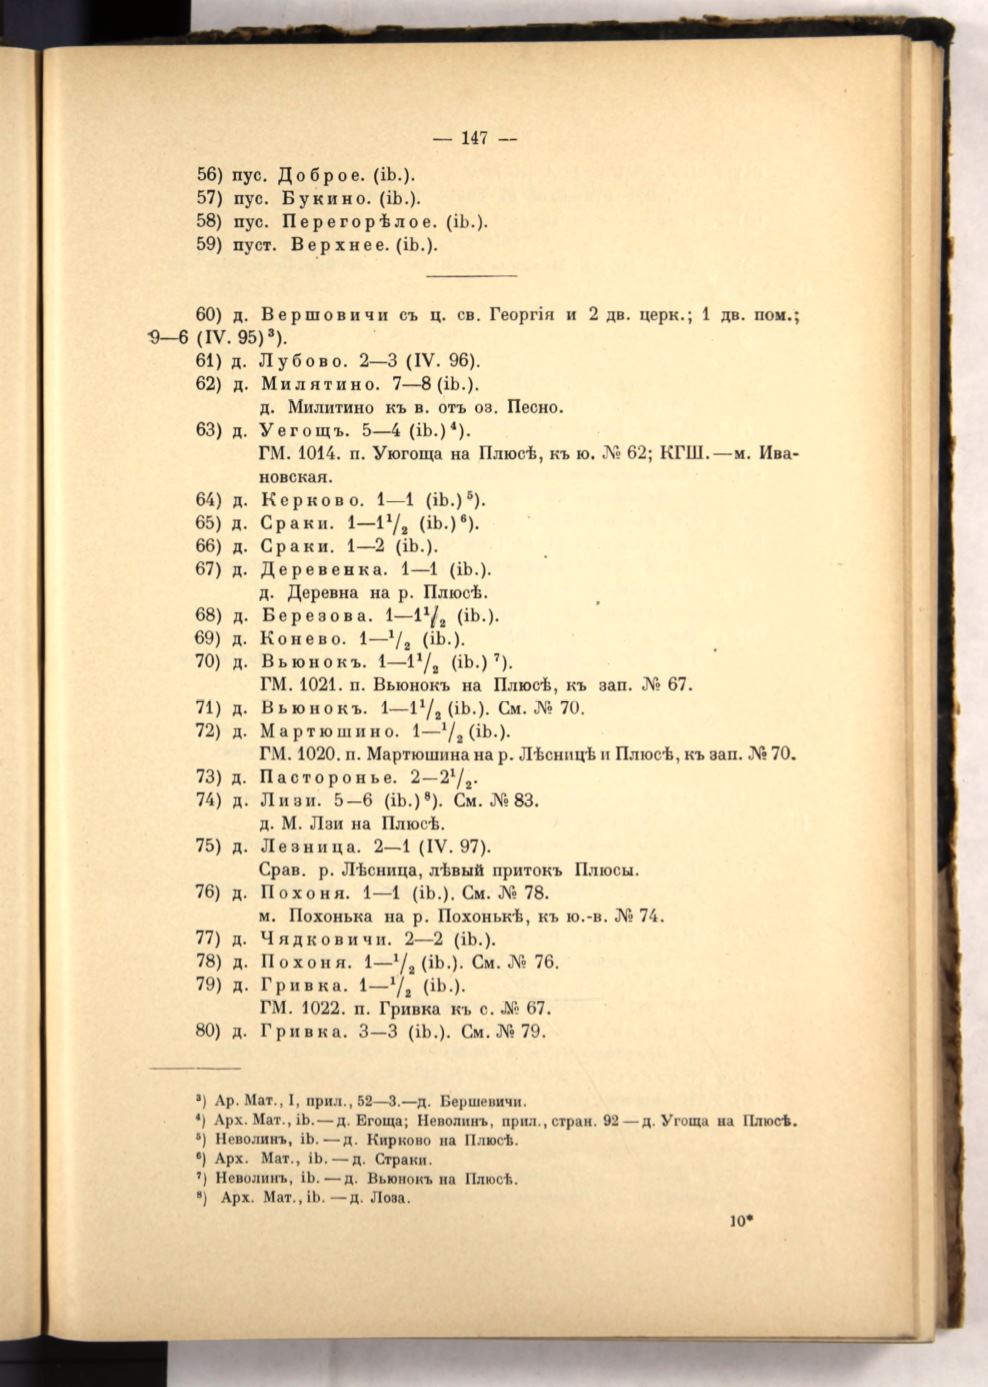 — 147 —
56) пус. Доброе. (ib.).
57) пус. Букино. (ib.).
58) пус. Перегорѣлое. (ib.).
59) пуст. Верхнее. (ib.).
60) д. Вершовичи съ ц. св. Георгія и 2 дв. церк.; 1 дв. пом.;
9—6 (IV. 95)³).
61) д. Лубово. 2—3 (IV. 96).
62) д. Милятино. 7—8 (ib.).
д. Милитино къ в. отъ оз. Песно.
63) д. Уегощъ. 5—4 (ib.)⁴).
ГМ. 1014. п. Уюгоща на Плюсѣ, къ ю. № 62; КГШ.—м. Ива-
новская.
64) д. Керково. 1—1 (ib.)⁵).
65) д. Сраки. 1—1½ (ib.)⁶).
66) д. Сраки. 1—2 (ib.).
67) д. Деревенка. 1—1 (ib.).
д. Деревна на р. Плюсѣ.
68) д. Березова. 1—1½ (ib.).
69) д. Конево. 1—½ (ib.).
70) д. Вьюнокъ. 1—1½ (ib.)⁷).
ГМ. 1021. п. Вьюнокъ на Плюсѣ, къ зап. № 67.
71) д. Вьюнокъ. 1—1½ (ib.). См. № 70.
72) д. Мартюшино. 1—½ (ib.).
ГМ. 1020. п. Мартюшина на р. Лѣсницѣ и Плюсѣ, къ зап. № 70.
73) д. Пасторонье. 2—2½.
74) д. Лизи. 5—6 (ib.)⁸). См. № 83.
д. М. Лзи на Плюсѣ.
75) д. Лезница. 2—1 (IV. 97).
Срав. р. Лѣсница, лѣвый притокъ Плюсы.
76) д. Похоня. 1—1 (ib.). См. № 78.
м. Похонька на р. Похонькѣ, къ ю.-в. № 74.
77) д. Чядковичи. 2—2 (ib.).
78) д. Похоня. 1—½ (ib.). См. № 76.
79) д. Гривка. 1—½ (ib.).
ГМ. 1022. п. Гривка къ с. № 67.
80) д. Гривка. 3—3 (ib.). См. № 79.
³) Ар. Мат., I, прил., 52—3.—д. Бершевичи.
⁴) Арх. Мат., ib.—д. Егоща; Неволинъ, прил., стран. 92—д. Угоща на Плюсѣ.
⁵) Неволинъ, ib.—д. Кирково на Плюсѣ.
⁶) Арх. Мат., ib.—д. Страки.
⁷) Неволинъ, ib.—д. Вьюнокъ на Плюсѣ.
⁸) Арх. Мат., ib.—д. Лоза.
10*